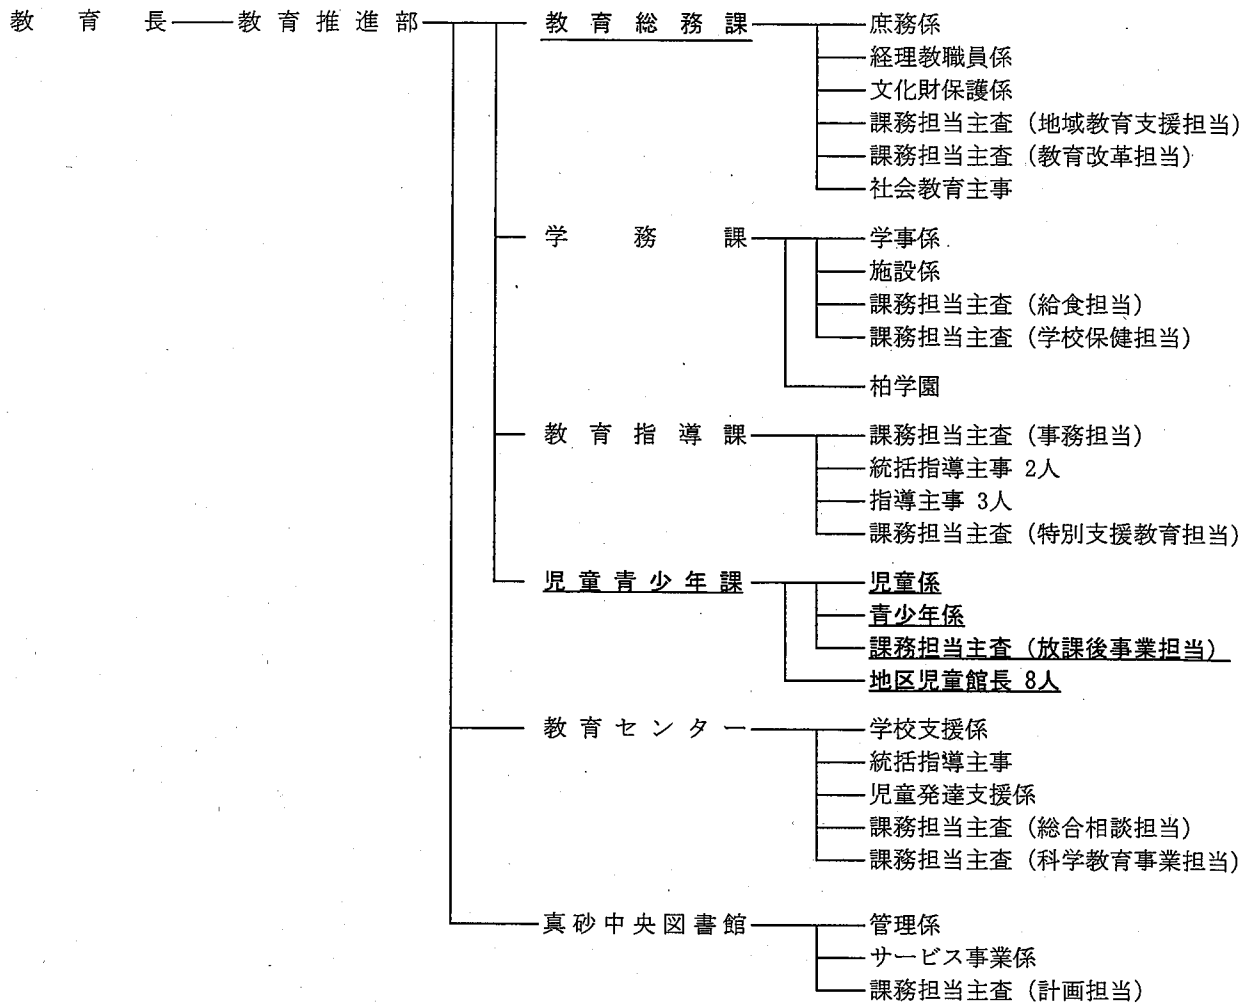 教育長 教育推進部 教育総務課 庶務係
経理教職員係
文化財保護係
課務担当主査（地域教育支援担当）
課務担当主査（教育改革担当）
社会教育主事
学務課 学事係
施設係
課務担当主査（給食担当）
課務担当主査（学校保健担当）
柏学園
教育指導課 課務担当主査（事務担当）
統括指導主事 2人
指導主事 3人
課務担当主査（特別支援教育担当）
児童青少年課 児童係
青少年係
課務担当主査（放課後事業担当）
地区児童館長 8人
教育センター 学校支援係
統括指導主事
児童発達支援係
課務担当主査（総合相談担当）
課務担当主査（科学教育事業担当）
真砂中央図書館 管理係
サービス事業係
課務担当主査（計画担当）